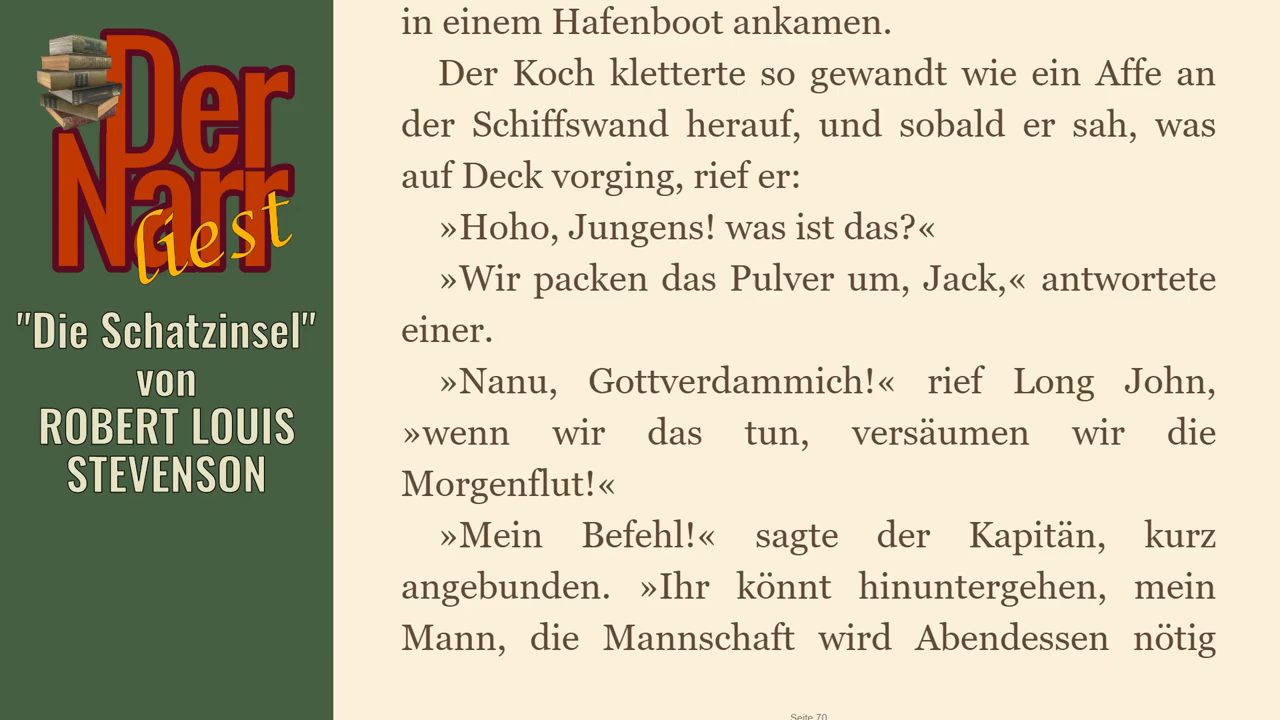 Der
Narr
liest
"Die Schatzinsel"
von
ROBERT LOUIS
STEVENSON
in einem Hafenboot ankamen.
Der Koch kletterte so gewandt wie ein Affe an
der Schiffswand herauf, und sobald er sah, was
auf Deck vorging, rief er:
»Hoho, Jungens! was ist das?«
»Wir packen das Pulver um, Jack,« antwortete
einer.
»Nanu, Gottverdammich!« rief Long John,
»wenn wir das tun, versäumen wir die
Morgenflut!«
»Mein Befehl!« sagte der Kapitän, kurz
angebunden. »Ihr könnt hinuntergehen, mein
Mann, die Mannschaft wird Abendessen nötig
Seite 70